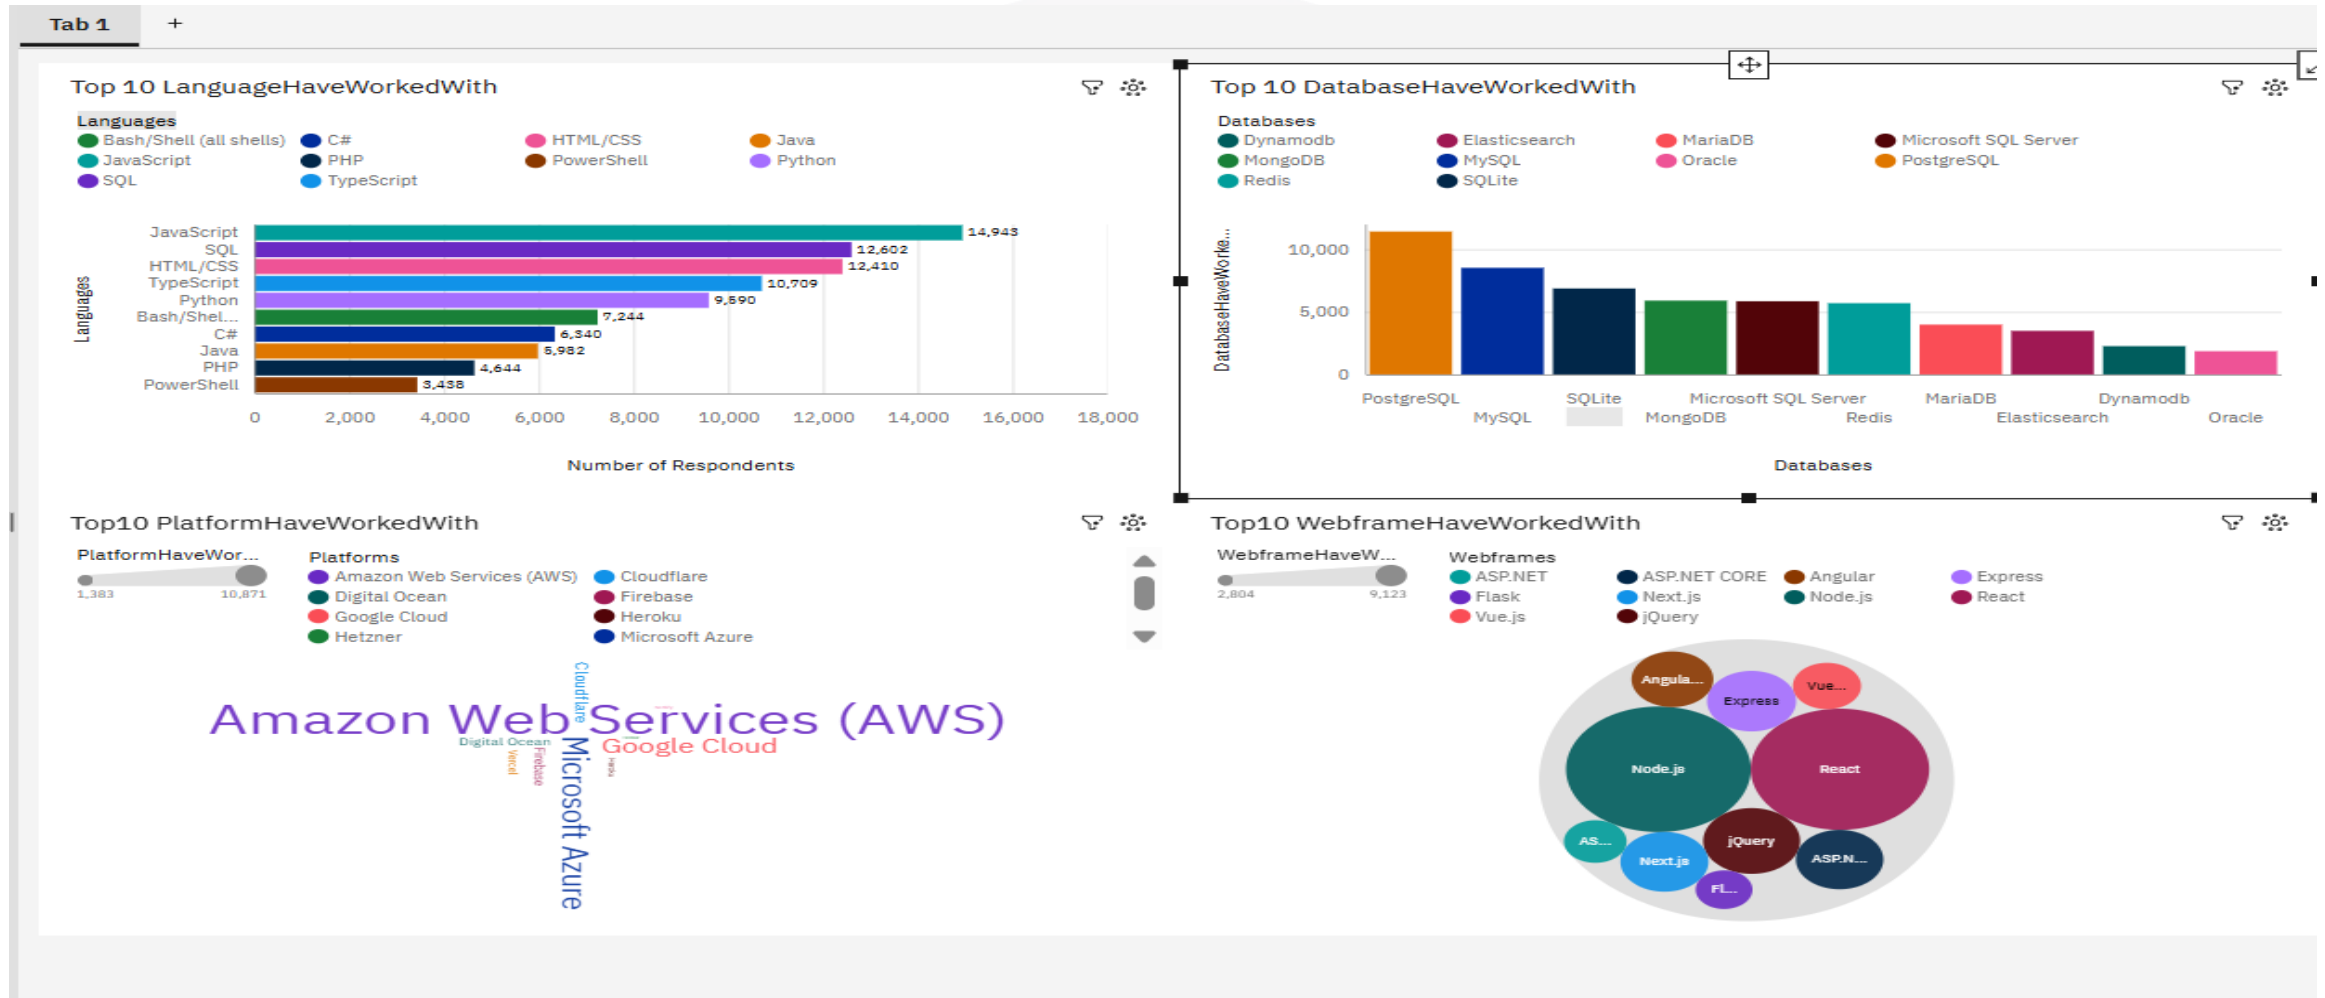 Tab 1 +
Top 10 LanguageHaveWorkedWith
Languages
Bash/Shell (all shells) C# HTML/CSS Java
JavaScript PHP PowerShell Python
SQL TypeScript
Languages
JavaScript 14,943
SQL 12,602
HTML/CSS 12,410
TypeScript 10,709
Python 9,590
Bash/Shel... 7,244
C# 6,340
Java 5,982
PHP 4,644
PowerShell 3,438
0 2,000 4,000 6,000 8,000 10,000 12,000 14,000 16,000 18,000
Number of Respondents
Top 10 DatabaseHaveWorkedWith
Databases
Dynamodb Elasticsearch MariaDB Microsoft SQL Server
MongoDB MySQL Oracle PostgreSQL
Redis SQLite
DatabaseHaveWorke...
10,000
5,000
0
PostgreSQL SQLite Microsoft SQL Server MariaDB Dynamodb
MySQL MongoDB Redis Elasticsearch Oracle
Databases
Top10 PlatformHaveWorkedWith
PlatformHaveWor...
1,383 10,871
Platforms
Amazon Web Services (AWS) Cloudflare
Digital Ocean Firebase
Google Cloud Heroku
Hetzner Microsoft Azure
Cloudflare
Amazon Web Services (AWS)
Digital Ocean
Google Cloud
Vercel
Firebase
Microsoft Azure
Top10 WebframeHaveWorkedWith
WebframeHaveW...
2,804 9,123
Webframes
ASP.NET ASP.NET CORE Angular Express
Flask Next.js Node.js React
Vue.js jQuery
Angula...
Express
Vue...
Node.js
React
AS...
Next.js
jQuery
ASP.N...
Fl...